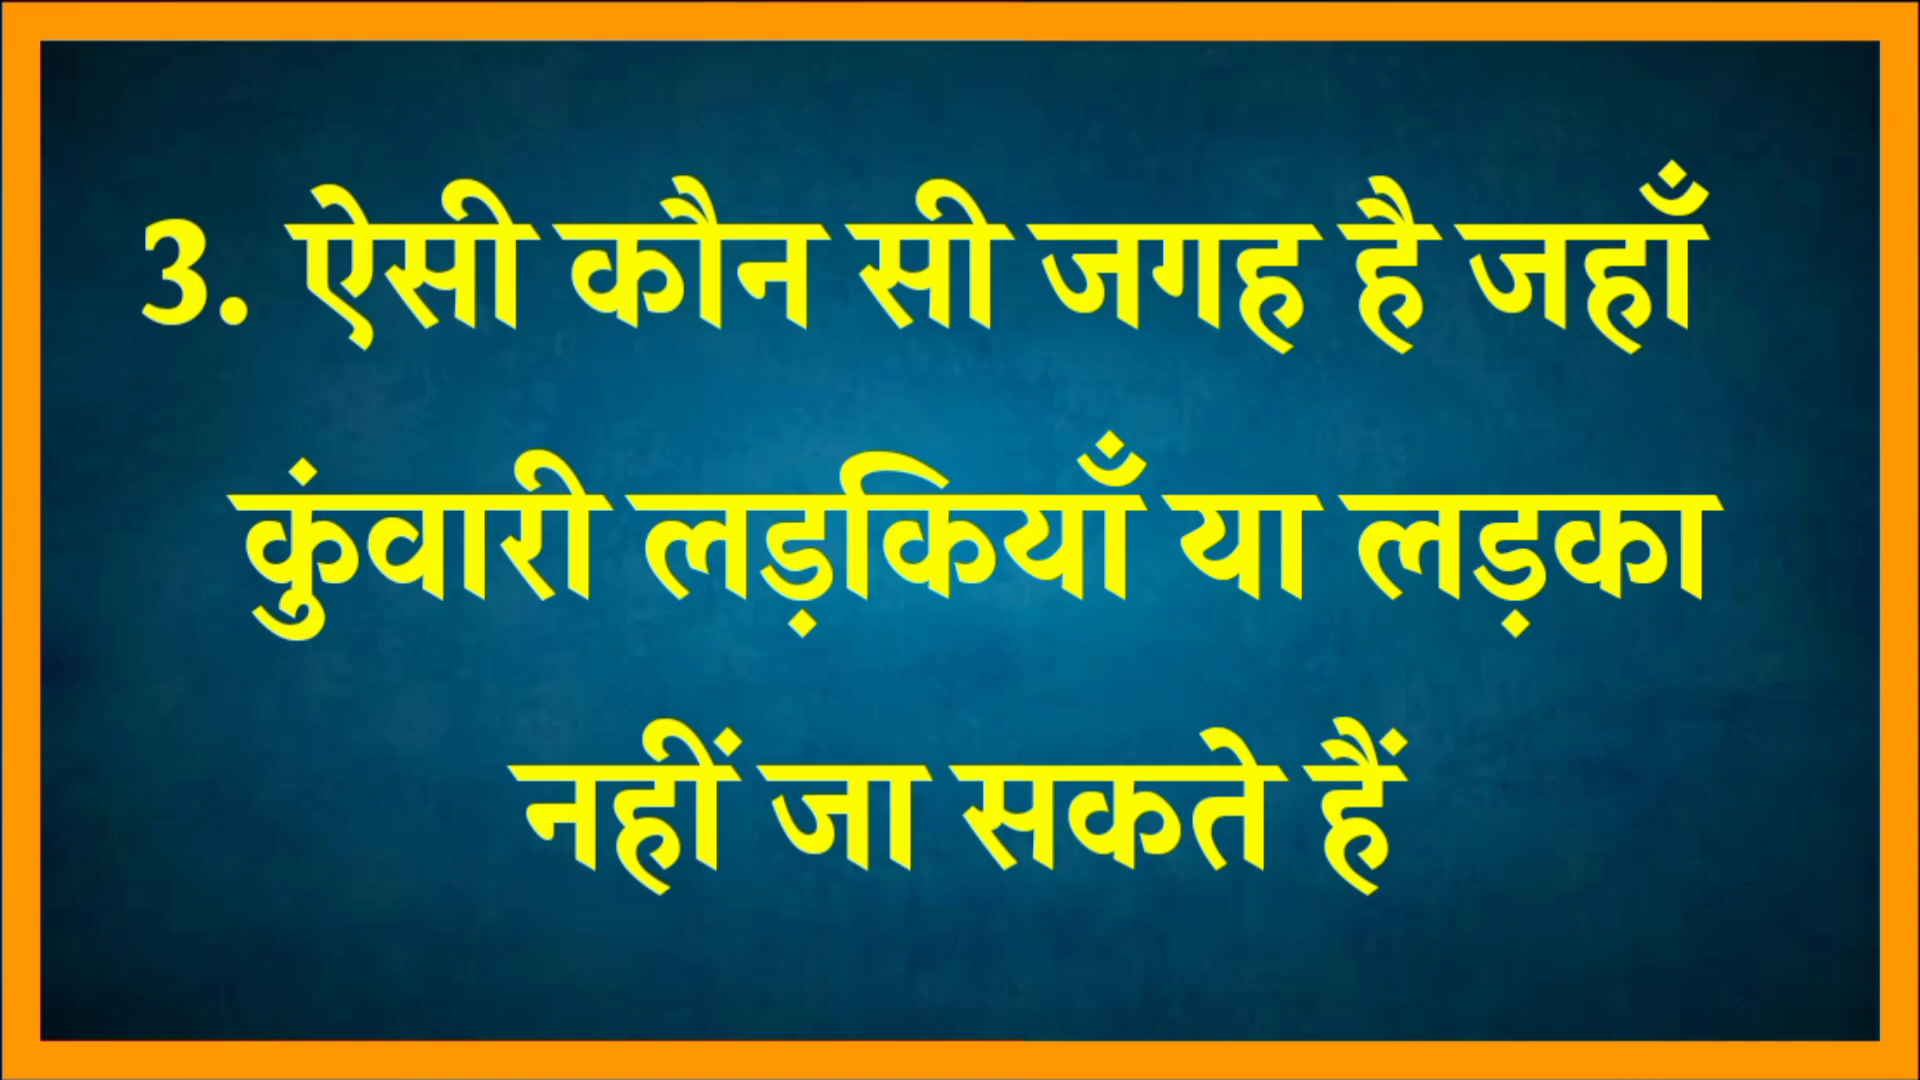 3. ऐसी कौन सी जगह है जहाँ
कुंवारी लड़कियाँ या लड़का
नहीं जा सकते हैं